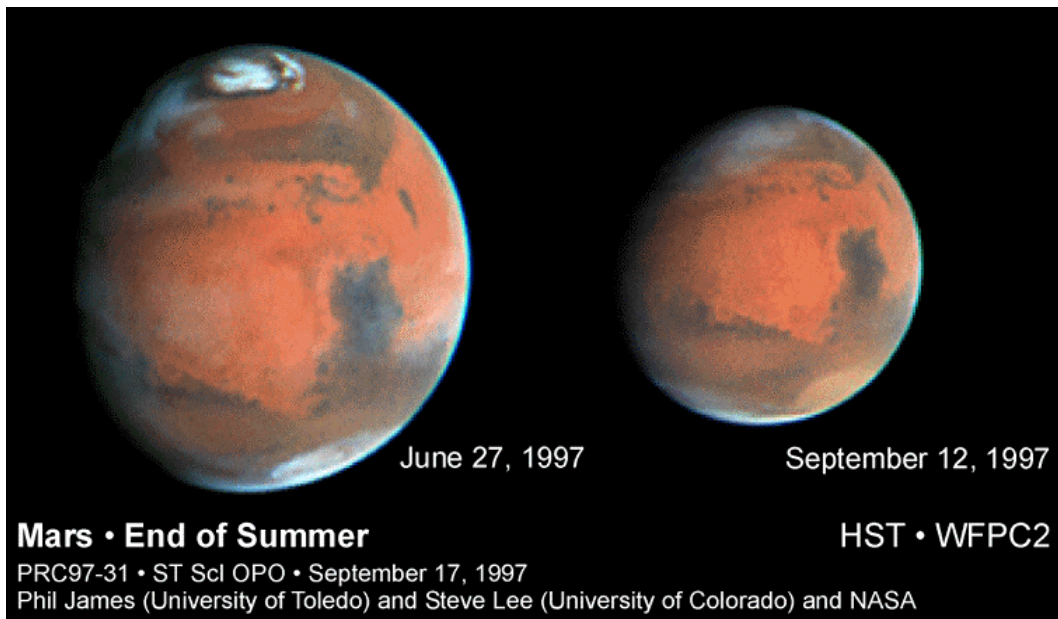 June 27, 1997
September 12, 1997
Mars • End of Summer
HST • WFPC2
PRC97-31 • ST ScI OPO • September 17, 1997
Phil James (University of Toledo) and Steve Lee (University of Colorado) and NASA